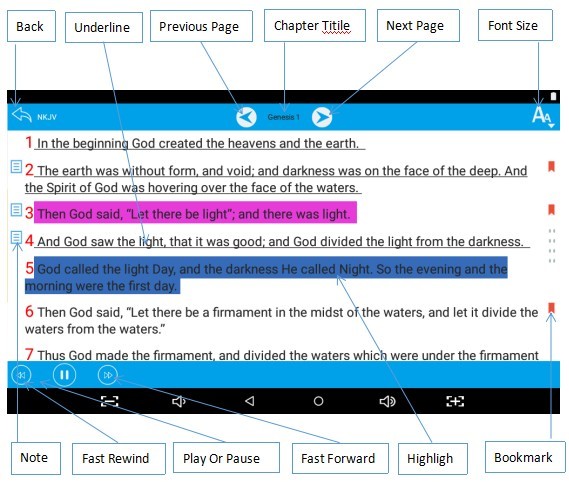 Back
Underline
Previous Page
Chapter Titile
Next Page
Font Size
NKJV
Genesis 1
AA
1 In the beginning God created the heavens and the earth.
2 The earth was without form, and void; and darkness was on the face of the deep. And
the Spirit of God was hovering over the face of the waters.
3 Then God said, “Let there be light”; and there was light.
4 And God saw the light, that it was good; and God divided the light from the darkness.
5 God called the light Day, and the darkness He called Night. So the evening and the
morning were the first day.
6 Then God said, “Let there be a firmament in the midst of the waters, and let it divide the
waters from the waters.”
7 Thus God made the firmament, and divided the waters which were under the firmament
Note
Fast Rewind
Play Or Pause
Fast Forward
Highligh
Bookmark